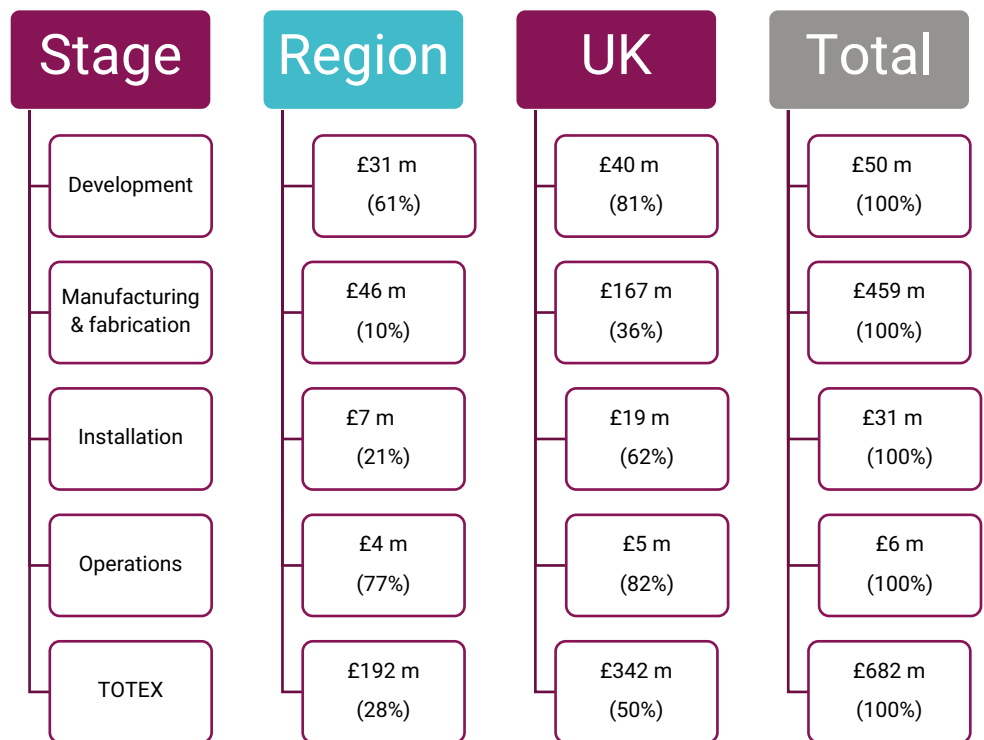 Stage
Region
UK
Total
Development
£31 m
(61%)
£40 m
(81%)
£50 m
(100%)
Manufacturing
& fabrication
£46 m
(10%)
£167 m
(36%)
£459 m
(100%)
Installation
£7 m
(21%)
£19 m
(62%)
£31 m
(100%)
Operations
£4 m
(77%)
£5 m
(82%)
£6 m
(100%)
TOTEX
£192 m
(28%)
£342 m
(50%)
£682 m
(100%)